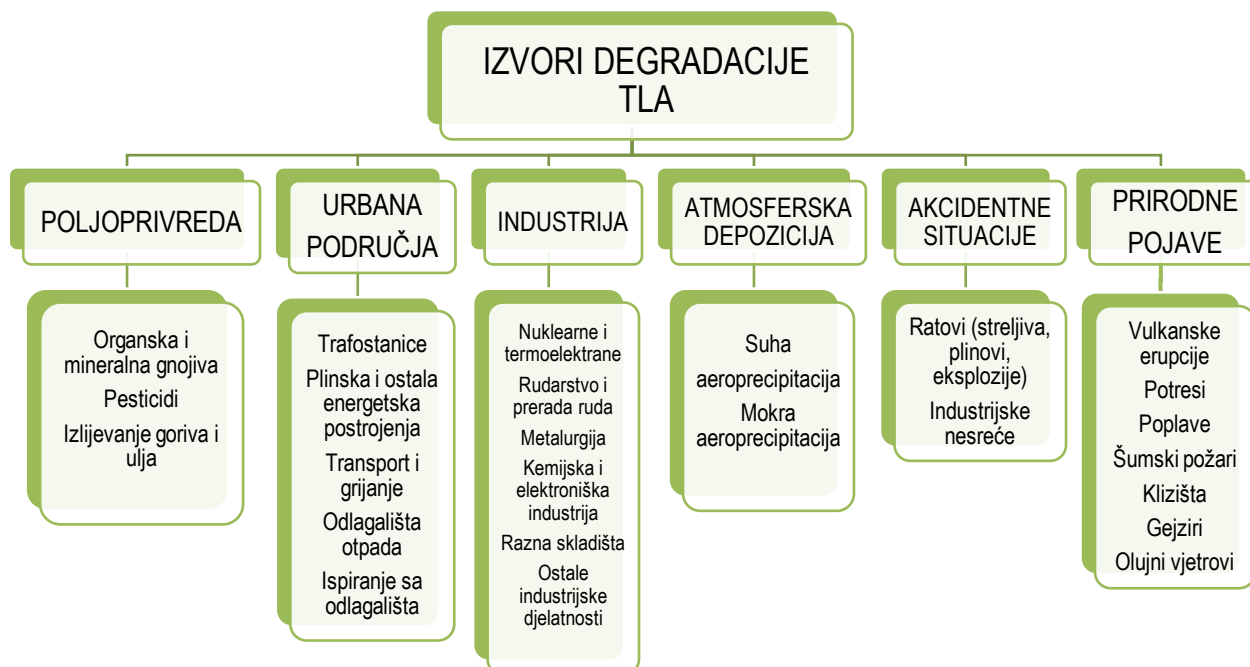 IZVORI DEGRADACIJE
TLA
POLJOPRIVREDA
Organska i
mineralna gnojiva
Pesticidi
Izlijevanje goriva i
ulja
URBANA
PODRUČJA
Trafostanice
Plinska i ostala
energetska
postrojenja
Transport i
grijanje
Odlagališta
otpada
Ispiranje sa
odlagališta
INDUSTRIJA
Nuklearne i
termoelektrane
Rudarstvo i
prerada ruda
Metalurgija
Kemijska i
elektroniška
industrija
Razna skladišta
Ostale
industrijske
djelatnosti
ATMOSFERSKA
DEPOZICIJA
Suha
aeroprecipitacija
Mokra
aeroprecipitacija
AKCIDENTNE
SITUACIJE
Ratovi (streljiva,
plinovi,
eksplozije)
Industrijske
nesreće
PRIRODNE
POJAVE
Vulkanske
erupcije
Potresi
Poplave
Šumski požari
Klizišta
Gejziri
Olujni vjetrovi